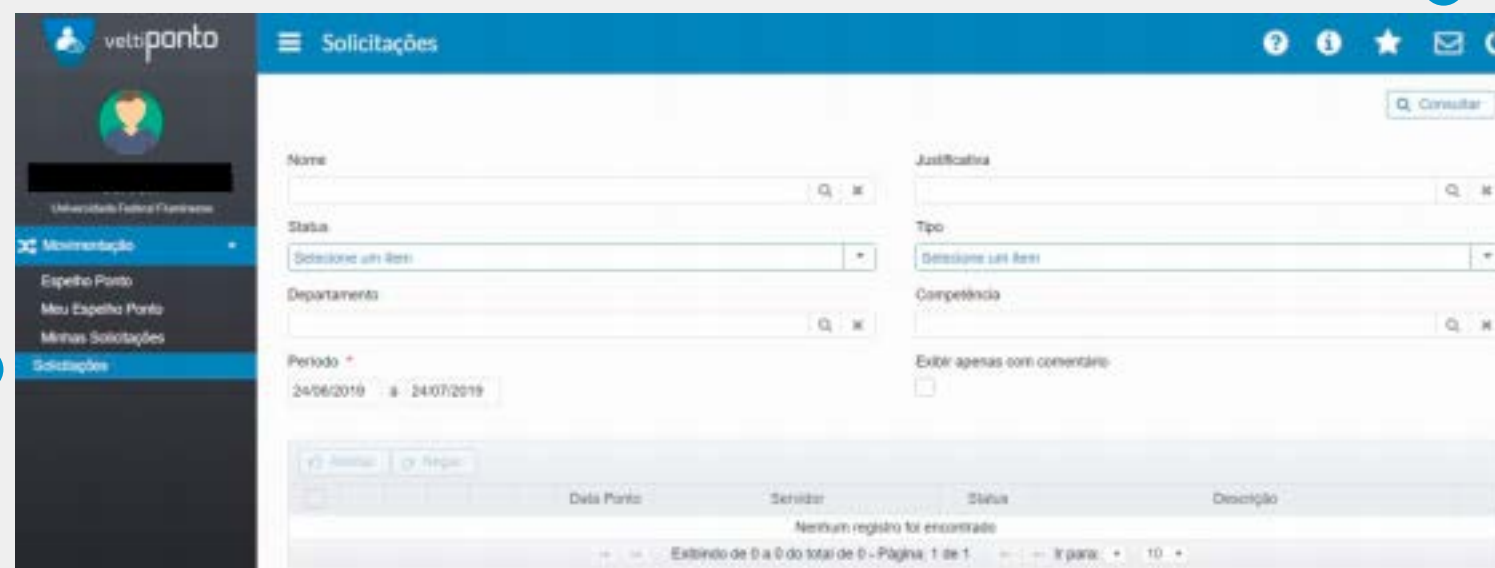 veltiponto
Solicitações
Consultar
Universidade Federal Fluminense
Movimentação
Espelho Ponto
Meu Espelho Ponto
Minhas Solicitações
Solicitações
Nome
Justificativa
Status
Tipo
Selecione um item
Selecione um item
Departamento
Competência
Período *
Exibir apenas com comentário
24/06/2019 a 24/07/2019
Negar
Data Ponto Servidor Status Descrição
Nenhum registro foi encontrado
Exibindo de 0 a 0 do total de 0 - Página: 1 de 1 Ir para: 10